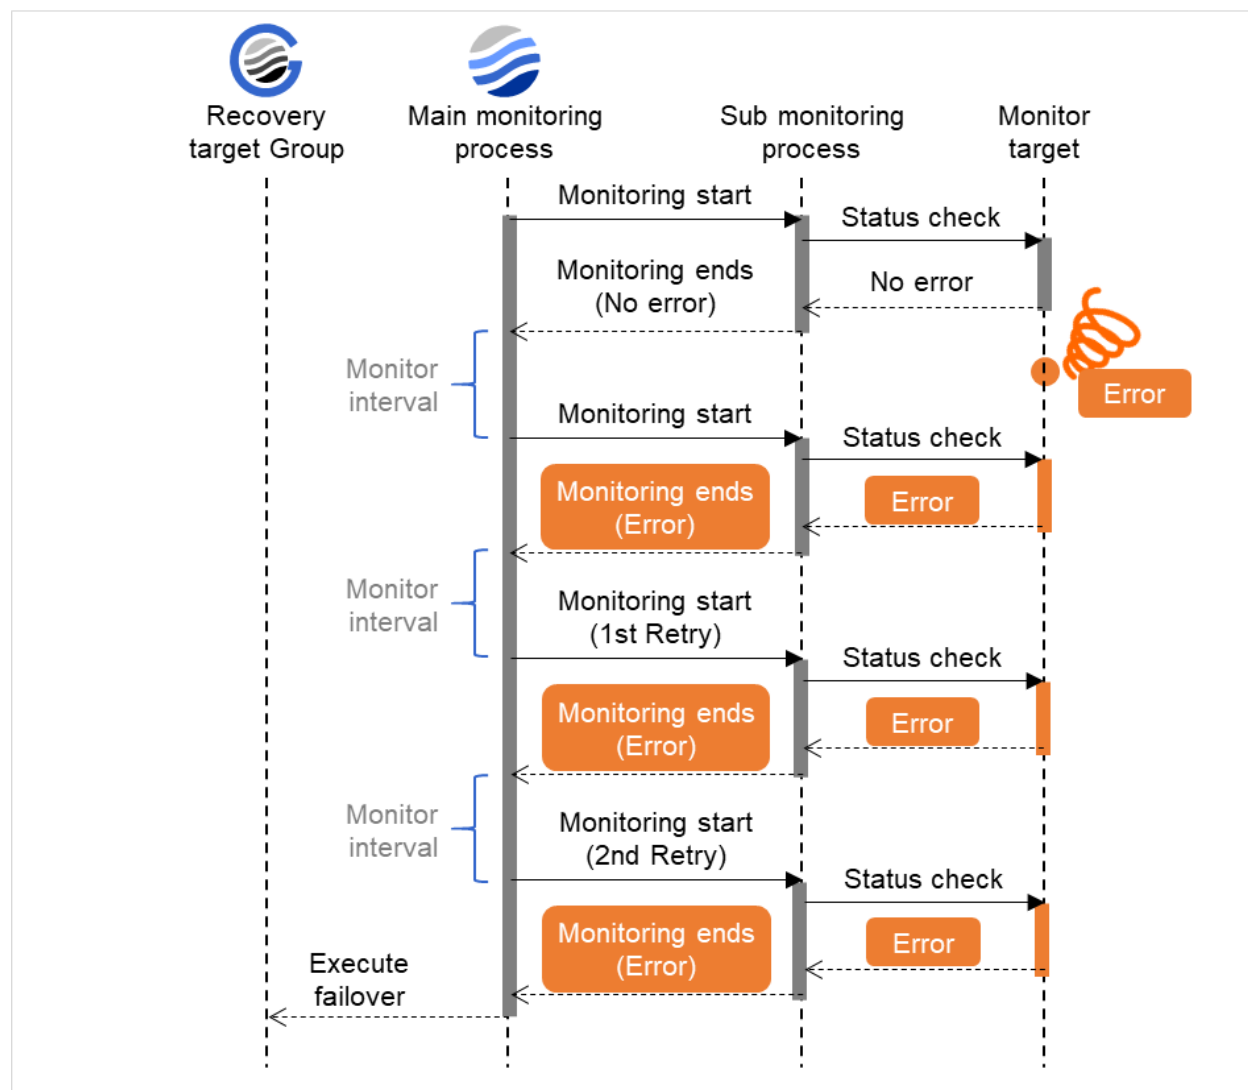 Recovery
target Group
Main monitoring
process
Sub monitoring
process
Monitor
target
Monitoring start
Status check
Monitoring ends
(No error)
No error
Monitor
interval
Error
Monitoring start
Status check
Monitoring ends
(Error)
Error
Monitor
interval
Monitoring start
(1st Retry)
Status check
Monitoring ends
(Error)
Error
Monitor
interval
Monitoring start
(2nd Retry)
Status check
Monitoring ends
(Error)
Error
Execute
failover